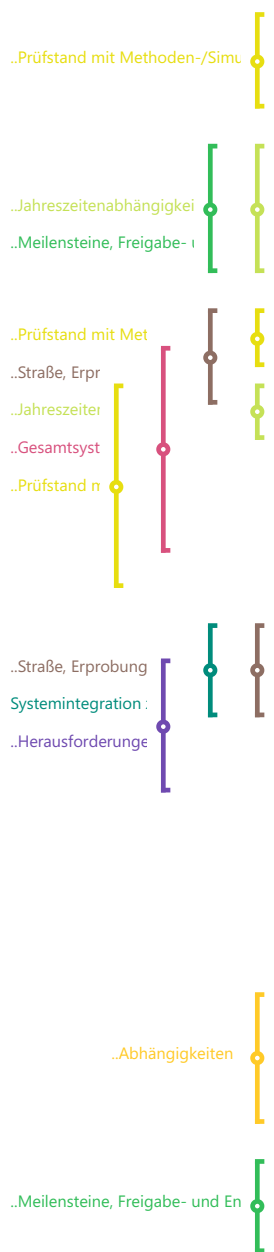 ..Prüfstand mit Methoden-/Simu
..Jahreszeitenabhängigkei
..Meilensteine, Freigabe- u
..Prüfstand mit Met
..Straße, Erpr
..Jahreszeiter
..Gesamtsyst
..Prüfstand n
..Straße, Erprobung
Systemintegration :
..Herausforderunge
..Abhängigkeiten
..Meilensteine, Freigabe- und En